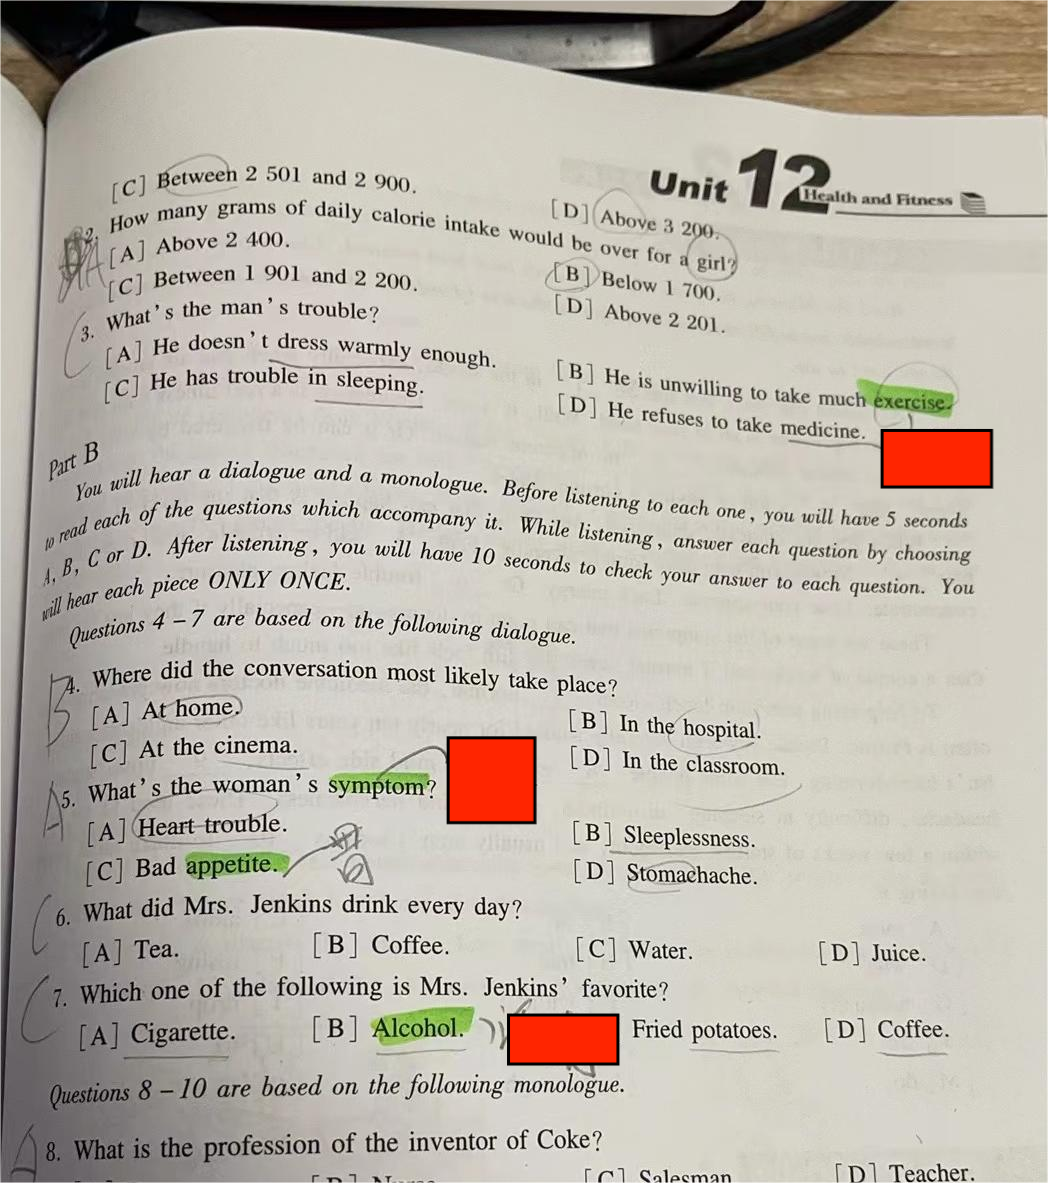 Unit 12
Health and Fitness
[C] Between 2 501 and 2 900.
[D] Above 3 200.
2. How many grams of daily calorie intake would be over for a girl?
[A] Above 2 400.
[B] Below 1 700.
[C] Between 1 901 and 2 200.
[D] Above 2 201.
3. What's the man's trouble?
[A] He doesn't dress warmly enough.
[B] He is unwilling to take much exercise.
[C] He has trouble in sleeping.
[D] He refuses to take medicine.
Part B
You will hear a dialogue and a monologue. Before listening to each one, you will have 5 seconds
to read each of the questions which accompany it. While listening, answer each question by choosing
A, B, C or D. After listening, you will have 10 seconds to check your answer to each question. You
will hear each piece ONLY ONCE.
Questions 4 – 7 are based on the following dialogue.
B
4. Where did the conversation most likely take place?
[A] At home.
[B] In the hospital.
[C] At the cinema.
[D] In the classroom.
A
5. What's the woman's symptom?
[A] Heart trouble.
[B] Sleeplessness.
[C] Bad appetite.
[D] Stomachache.
C
6. What did Mrs. Jenkins drink every day?
[A] Tea.
[B] Coffee.
[C] Water.
[D] Juice.
C
7. Which one of the following is Mrs. Jenkins' favorite?
[A] Cigarette.
[B] Alcohol.
Fried potatoes.
[D] Coffee.
Questions 8 – 10 are based on the following monologue.
8. What is the profession of the inventor of Coke?
[C] Salesman
[D] Teacher.